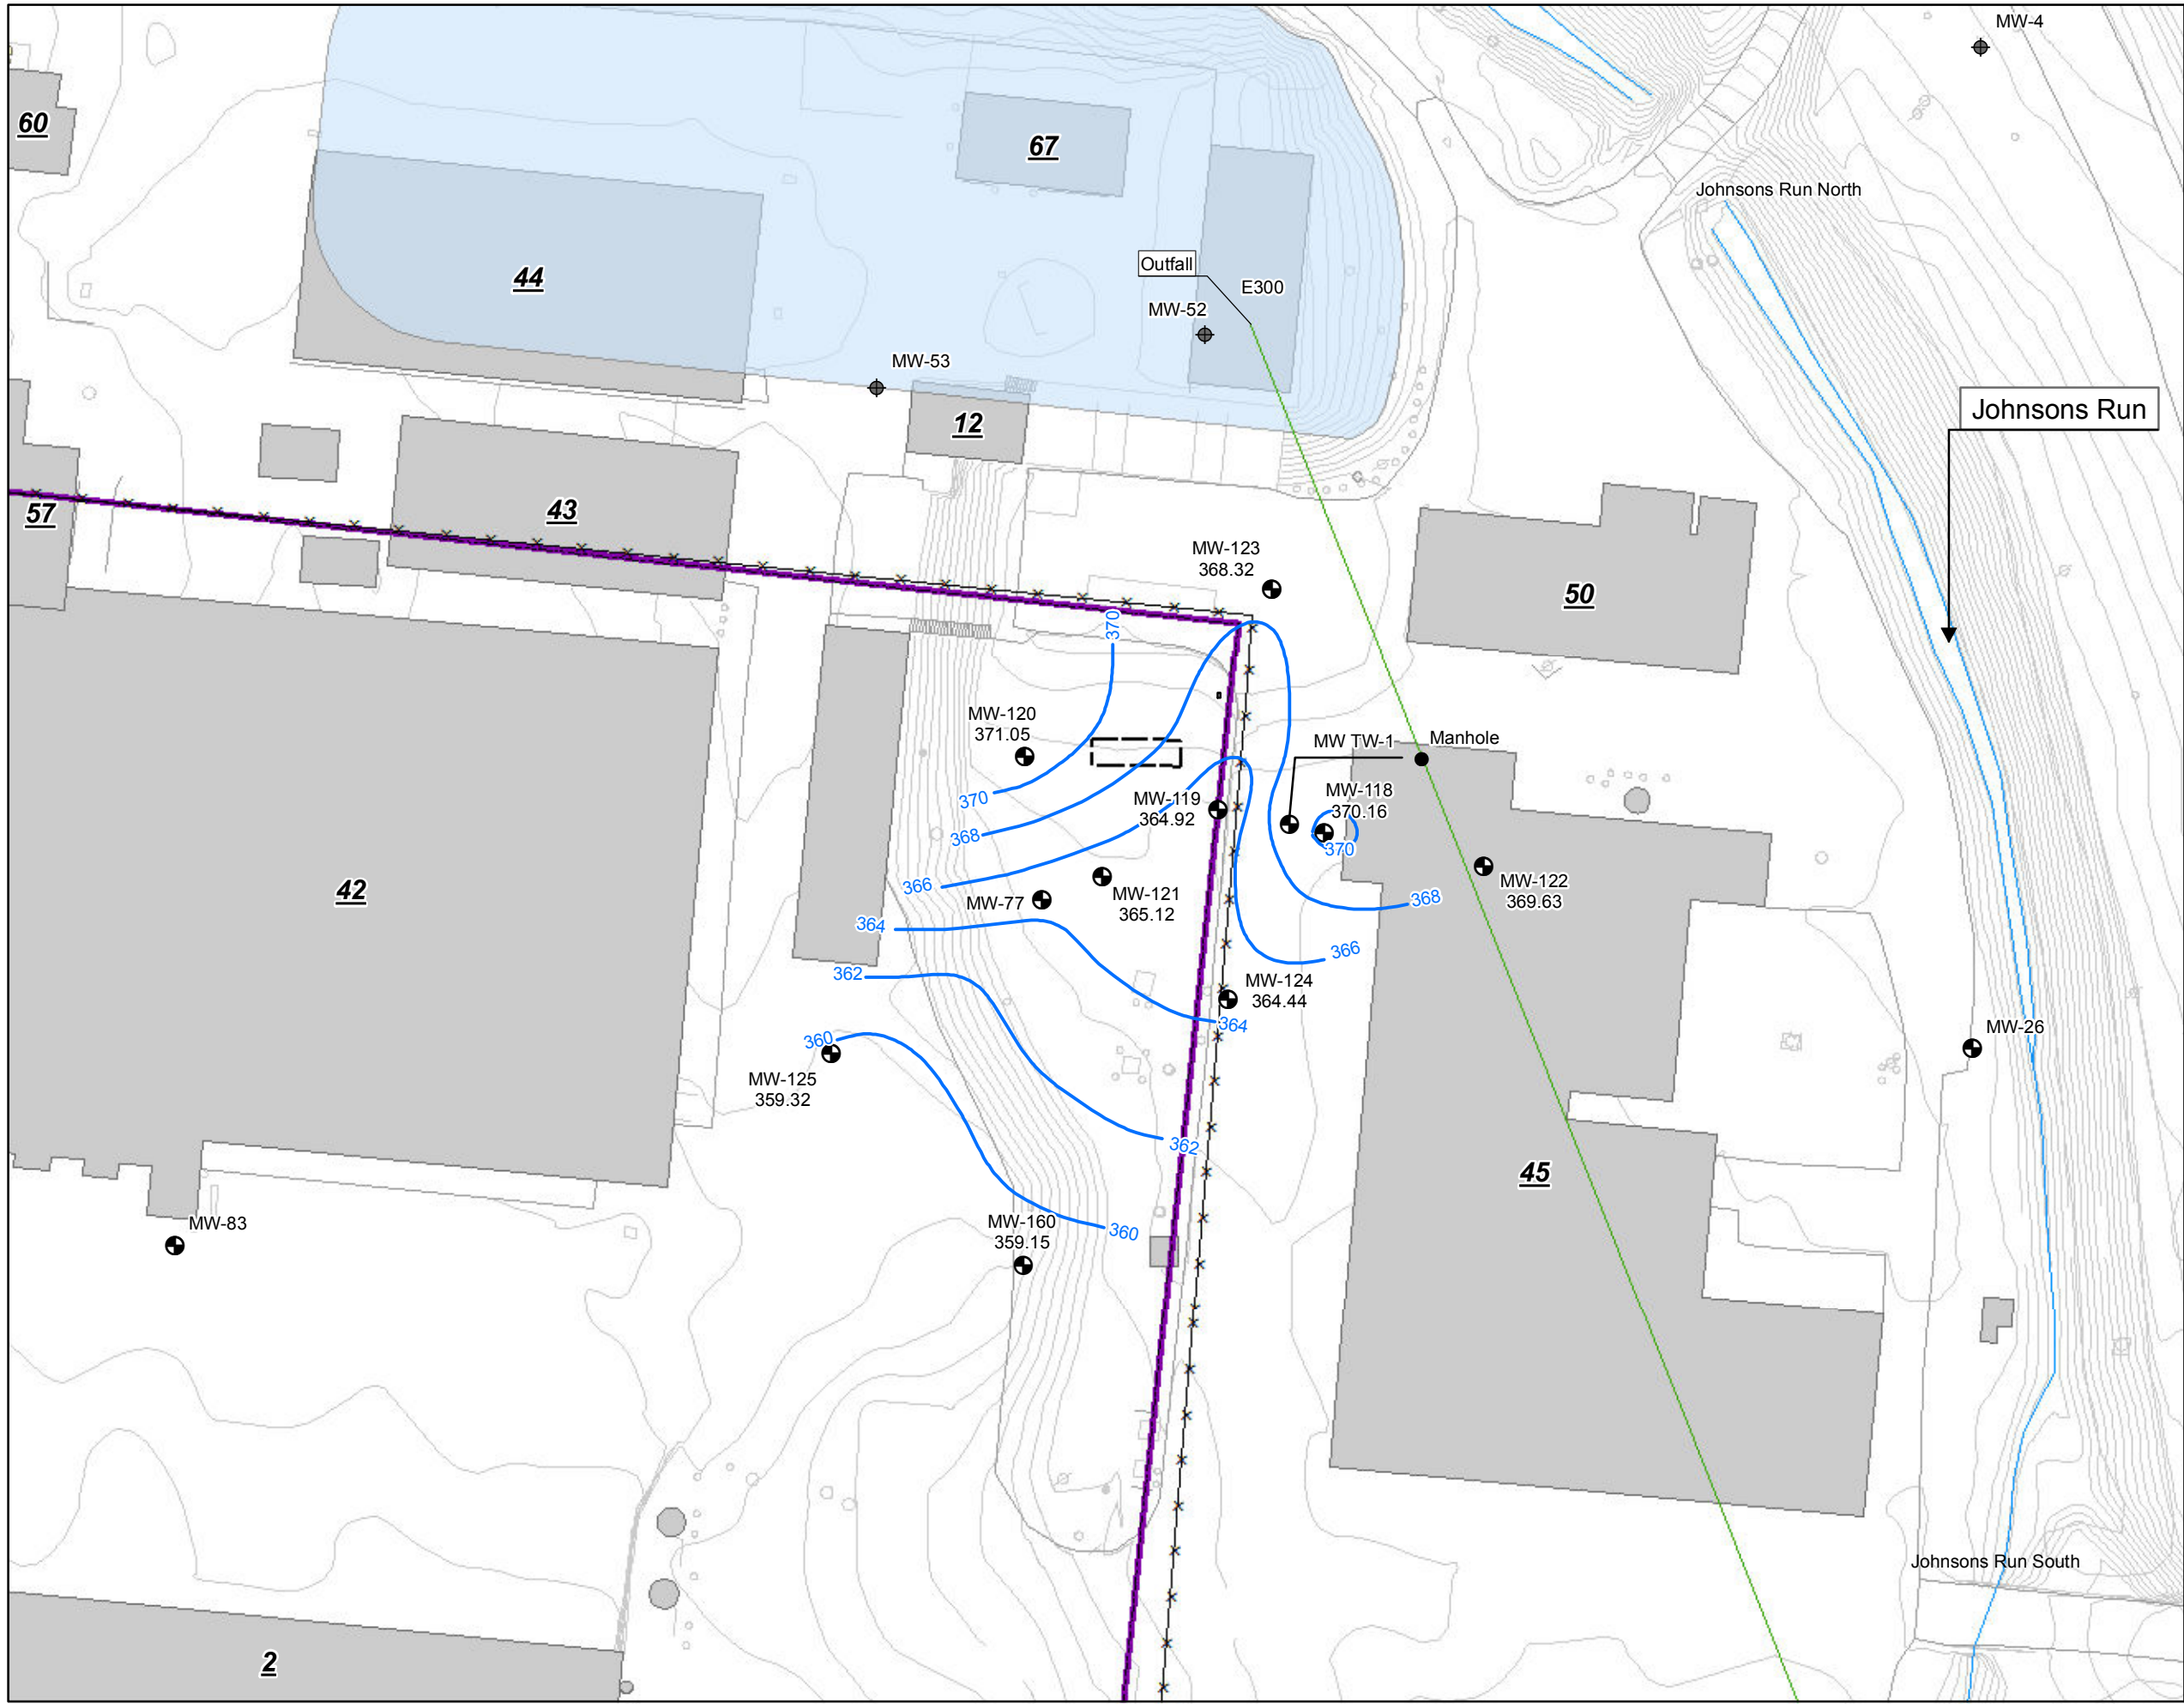 MW-4
60
67
Johnsons Run North
Outfall
44
E300
MW-52
MW-53
Johnsons Run
12
57
43
MW-123
368.32
50
370
MW-120
371.05
MW TW-1
Manhole
370
MW-119
364.92
MW-118
370.16
368
370
366
MW-77
MW-121
365.12
MW-122
369.63
42
364
368
366
362
MW-124
364.44
364
MW-26
360
MW-125
359.32
362
45
MW-83
MW-160
359.15
360
Johnsons Run South
2